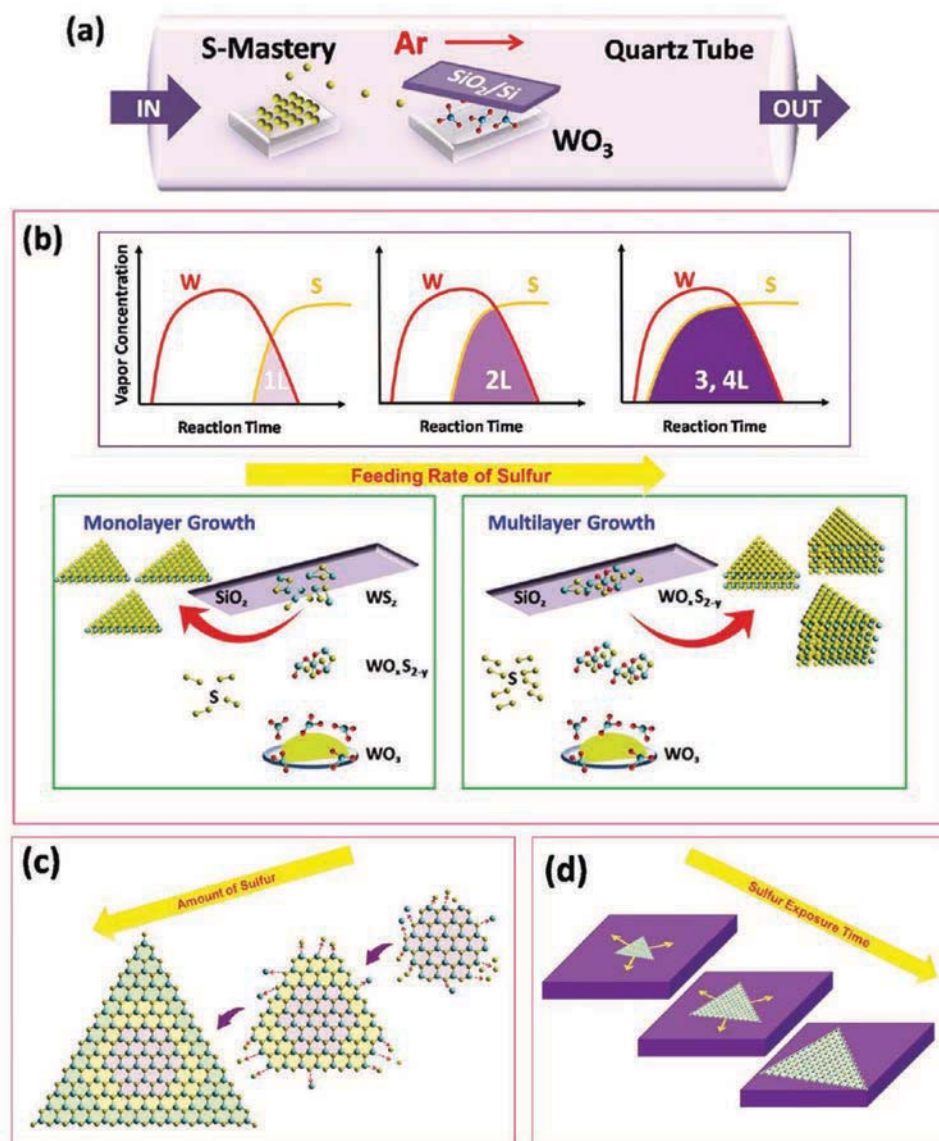 (a)
S-Mastery
Ar
Quartz Tube
IN
SiO₂/Si
OUT
WO₃
(b)
Vapor Concentration
W
S
1L
Reaction Time
W
S
2L
Reaction Time
W
S
3, 4L
Reaction Time
Feeding Rate of Sulfur
Monolayer Growth
SiO₂
WS₂
S
WOₓS₂₋ᵧ
WO₃
Multilayer Growth
SiO₂
WOₓS₂₋ᵧ
S
WO₃
(c)
Amount of Sulfur
(d)
Sulfur Exposure Time